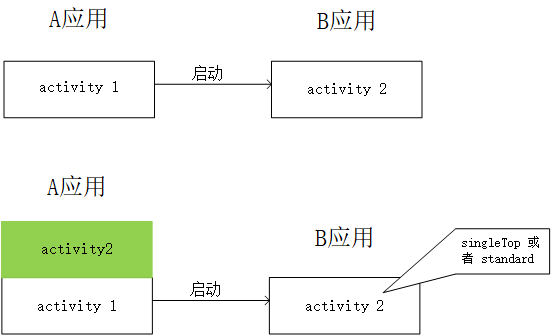 A应用
B应用
activity 1
启动
activity 2
A应用
activity2
B应用
singleTop 或
者 standard
activity 1
启动
activity 2